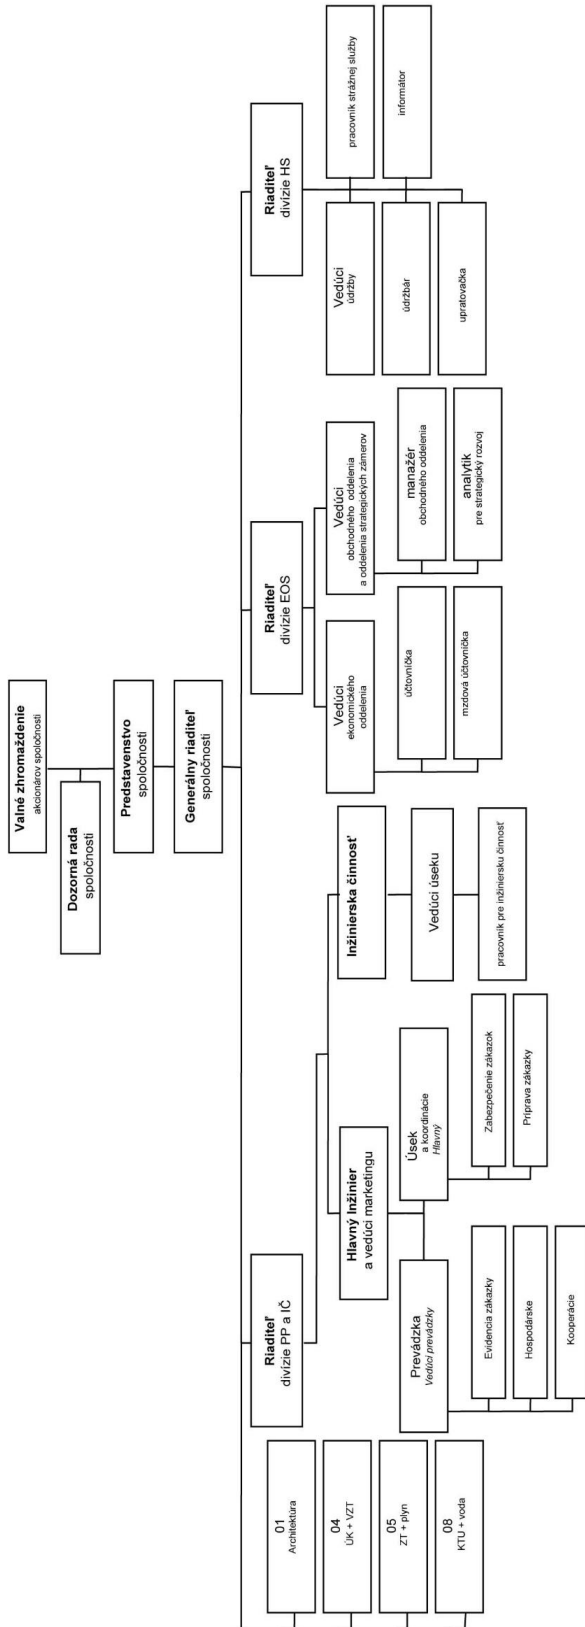 Valné zhromaždenie
akcionárov spoločnosti
Dozorná rada
spoločnosti
Predstavenstvo
spoločnosti
Generálny riaditeľ
spoločnosti
01
Architektúra
04
ÚK + VZT
05
ZT + plyn
08
KTU + voda
Riaditeľ
divízie PP a IČ
Hlavný Inžinier
a vedúci marketingu
Prevádzka
Vedúci prevádzky
Evidencia zákazky
Hospodárske
Kooperácie
Úsek
a koordinácie
Hlavný
Zabezpečenie zákazok
Príprava zákazky
Inžinierska činnosť
Vedúci úseku
pracovník pre inžiniersku činnosť
Riaditeľ
divízie EOS
Vedúci
ekonomického
oddelenia
účtovníčka
mzdová účtovníčka
Vedúci
obchodného oddelenia
a oddelenia strategických zámerov
manažér
obchodného oddelenia
analytik
pre strategický rozvoj
Riaditeľ
divízie HS
Vedúci
údržby
údržbár
upratovačka
pracovník strážnej služby
informátor